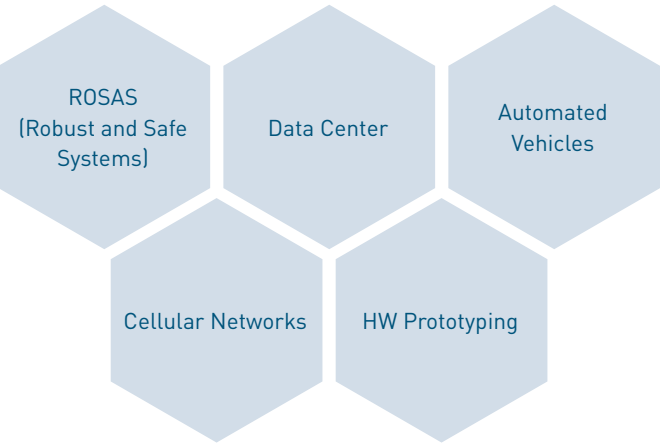 ROSAS
(Robust and Safe
Systems)
Data Center
Automated
Vehicles
Cellular Networks
HW Prototyping